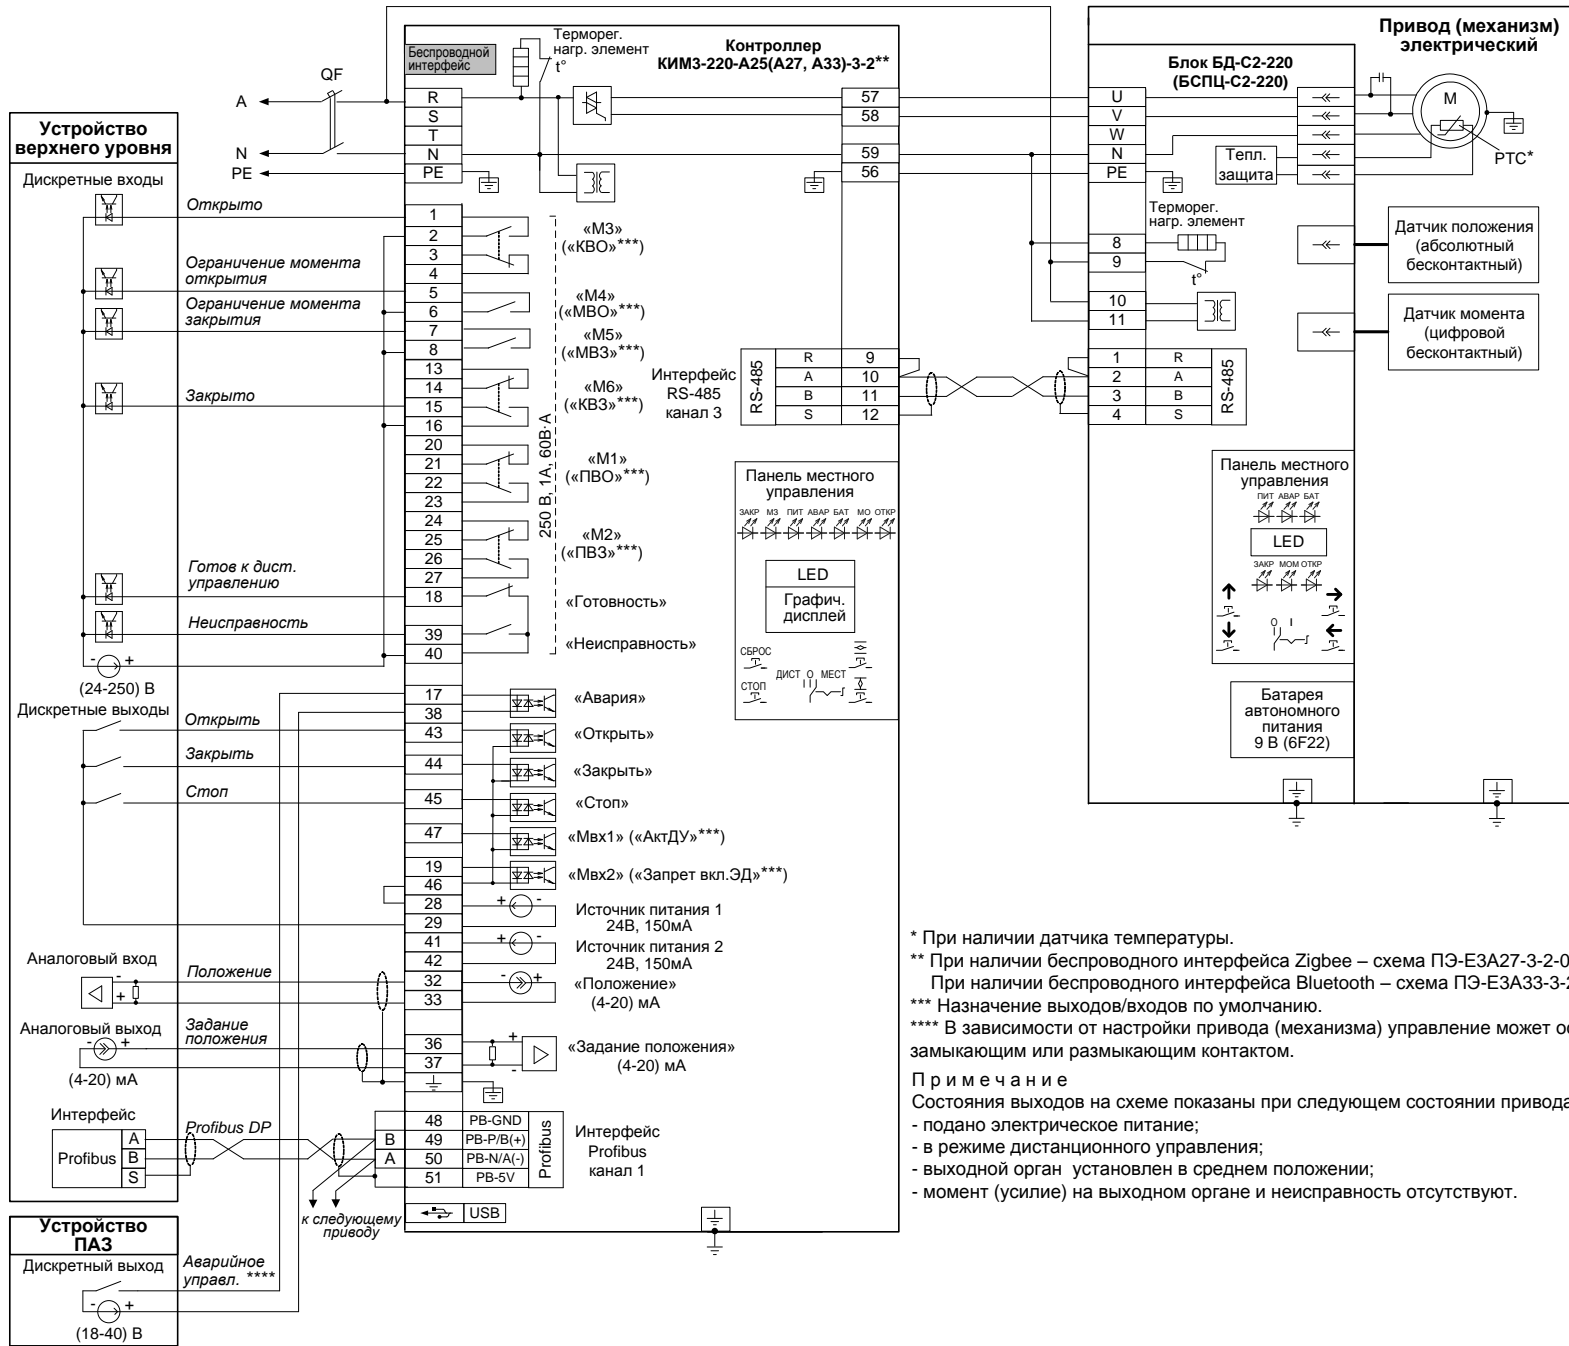 Устройство
верхнего уровня
Дискретные входы
Открыто
Ограничение момента
открытия
Ограничение момента
закрытия
Закрыто
Готов к дист.
управлению
Неисправность
- +
(24-250) В
Дискретные выходы
Открыть
Закрыть
Стоп
Аналоговый вход
Положение
-
+
Аналоговый выход
Задание
положения
- +
(4-20) мА
Интерфейс
Profibus DP
Profibus
A
B
S
к следующему
приводу
Устройство
ПАЗ
Дискретный выход
Аварийное
управл. ****
- +
(18-40) В
QF
A
N
PE
Беспроводной
интерфейс
Терморег.
нагр. элемент
t°
Контроллер
КИМ3-220-А25(А27, А33)-3-2**
R
S
T
N
PE
57
58
59
56
1
2
3
4
5
6
7
8
13
14
15
16
20
21
22
23
24
25
26
27
18
39
40
17
38
43
44
45
47
19
46
28
29
41
42
32
33
36
37
«М3»
(«КВО»***)
«М4»
(«МВО»***)
«М5»
(«МВЗ»***)
«М6»
(«КВЗ»***)
«М1»
(«ПВО»***)
«М2»
(«ПВЗ»***)
250 В, 1А, 60В·А
«Готовность»
«Неисправность»
«Авария»
«Открыть»
«Закрыть»
«Стоп»
«Мвх1» («АктДУ»***)
«Мвх2» («Запрет вкл.ЭД»***)
+ -
Источник питания 1
24В, 150мА
+ -
Источник питания 2
24В, 150мА
- +
«Положение»
(4-20) мА
+
-
«Задание положения»
(4-20) мА
48 PB-GND
B 49 PB-P/B(+)
A 50 PB-N/A(-)
51 PB-5V
Profibus
Интерфейс
Profibus
канал 1
USB
Интерфейс
RS-485
канал 3
RS-485
R 9
A 10
B 11
S 12
Панель местного
управления
ЗАКР МЗ ПИТ АВАР БАТ МО ОТКР
LED
Графич.
дисплей
СБРОС
СТОП
ДИСТ О МЕСТ
Привод (механизм)
электрический
Блок БД-С2-220
(БСПЦ-С2-220)
U
V
W
N
PE
Тепл.
защита
M
PTC*
Терморег.
нагр. элемент
8
9
t°
10
11
1 R
2 A
3 B
4 S
RS-485
Датчик положения
(абсолютный
бесконтактный)
Датчик момента
(цифровой
бесконтактный)
Панель местного
управления
ПИТ АВАР БАТ
LED
ЗАКР МОМ ОТКР
O I
Батарея
автономного
питания
9 В (6F22)
* При наличии датчика температуры.
** При наличии беспроводного интерфейса Zigbee – схема ПЭ-Е3А27-3-2-0
При наличии беспроводного интерфейса Bluetooth – схема ПЭ-Е3А33-3-2
*** Назначение выходов/входов по умолчанию.
**** В зависимости от настройки привода (механизма) управление может ос
замыкающим или размыкающим контактом.
П р и м е ч а н и е
Состояния выходов на схеме показаны при следующем состоянии привода
- подано электрическое питание;
- в режиме дистанционного управления;
- выходной орган установлен в среднем положении;
- момент (усилие) на выходном органе и неисправность отсутствуют.